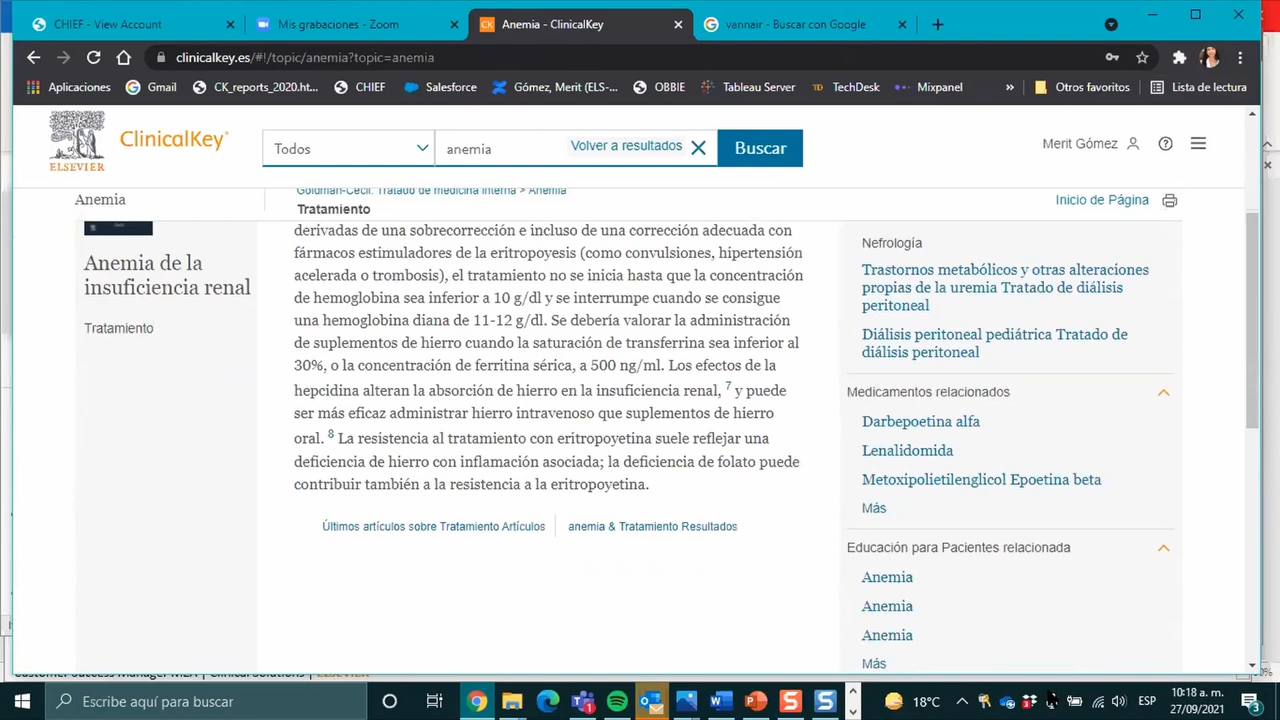 CHIEF - View Account
Mis grabaciones - Zoom
Anemia - ClinicalKey
vannair - Buscar con Google
clinicalkey.es/#!/topic/anemia?topic=anemia
Aplicaciones
Gmail
CK_reports_2020.ht...
CHIEF
Salesforce
Gómez, Merit (ELS-...
OBBIE
Tableau Server
TechDesk
Mixpanel
»
Otros favoritos
Lista de lectura
ELSEVIER
ClinicalKey®
Todos
anemia
Volver a resultados
Buscar
Merit Gómez
Anemia
Goldman-Cecil. Tratado de medicina interna > Anemia
Tratamiento
Inicio de Página
Anemia de la
insuficiencia renal
Tratamiento
derivadas de una sobrecorrección e incluso de una corrección adecuada con
fármacos estimuladores de la eritropoyesis (como convulsiones, hipertensión
acelerada o trombosis), el tratamiento no se inicia hasta que la concentración
de hemoglobina sea inferior a 10 g/dl y se interrumpe cuando se consigue
una hemoglobina diana de 11-12 g/dl. Se debería valorar la administración
de suplementos de hierro cuando la saturación de transferrina sea inferior al
30%, o la concentración de ferritina sérica, a 500 ng/ml. Los efectos de la
hepcidina alteran la absorción de hierro en la insuficiencia renal, 7 y puede
ser más eficaz administrar hierro intravenoso que suplementos de hierro
oral. 8 La resistencia al tratamiento con eritropoyetina suele reflejar una
deficiencia de hierro con inflamación asociada; la deficiencia de folato puede
contribuir también a la resistencia a la eritropoyetina.
Últimos artículos sobre Tratamiento Artículos
anemia & Tratamiento Resultados
Nefrología
Trastornos metabólicos y otras alteraciones
propias de la uremia Tratado de diálisis
peritoneal
Diálisis peritoneal pediátrica Tratado de
diálisis peritoneal
Medicamentos relacionados
Darbepoetina alfa
Lenalidomida
Metoxipolietilenglicol Epoetina beta
Más
Educación para Pacientes relacionada
Anemia
Anemia
Anemia
Más
Customer Success Manager MLA | Clinical Solutions | ELSEVIER
Escribe aquí para buscar
18°C
ESP
10:18 a. m.
27/09/2021
3